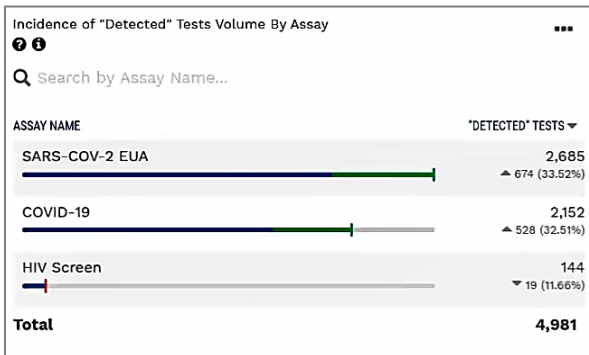 Incidence of "Detected" Tests Volume By Assay
Search by Assay Name...
ASSAY NAME "DETECTED" TESTS
SARS-COV-2 EUA 2,685
674 (33.52%)
COVID-19 2,152
528 (32.51%)
HIV Screen 144
19 (11.66%)
Total 4,981